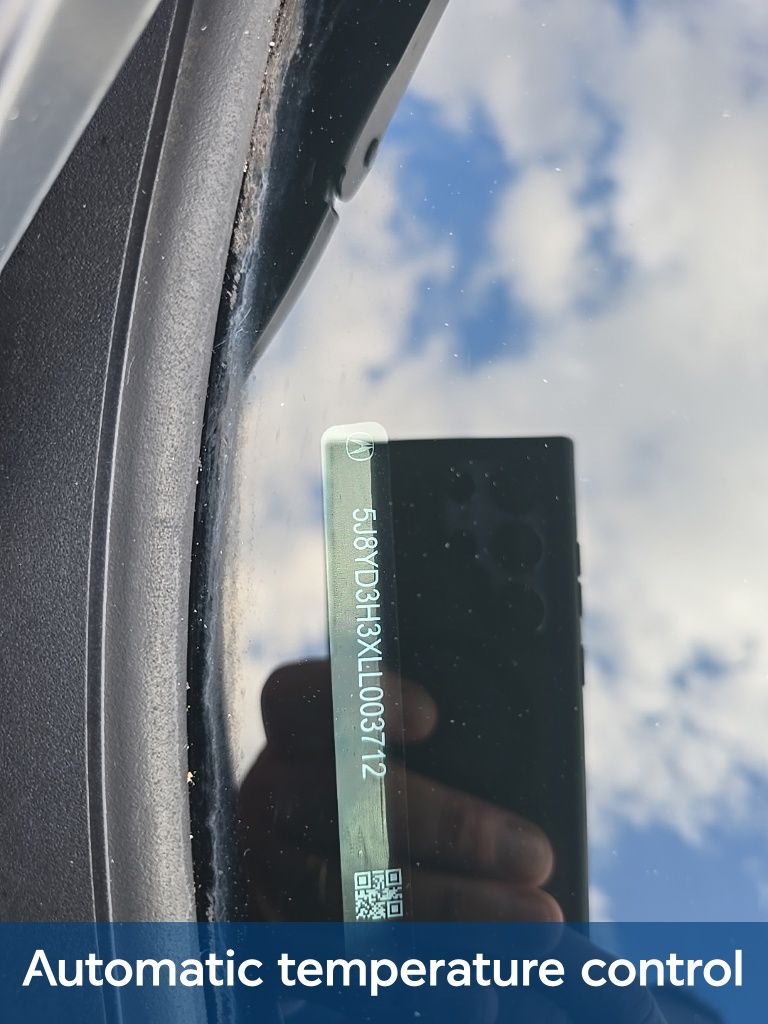 5J8YD3H3XLL003712
Automatic temperature control